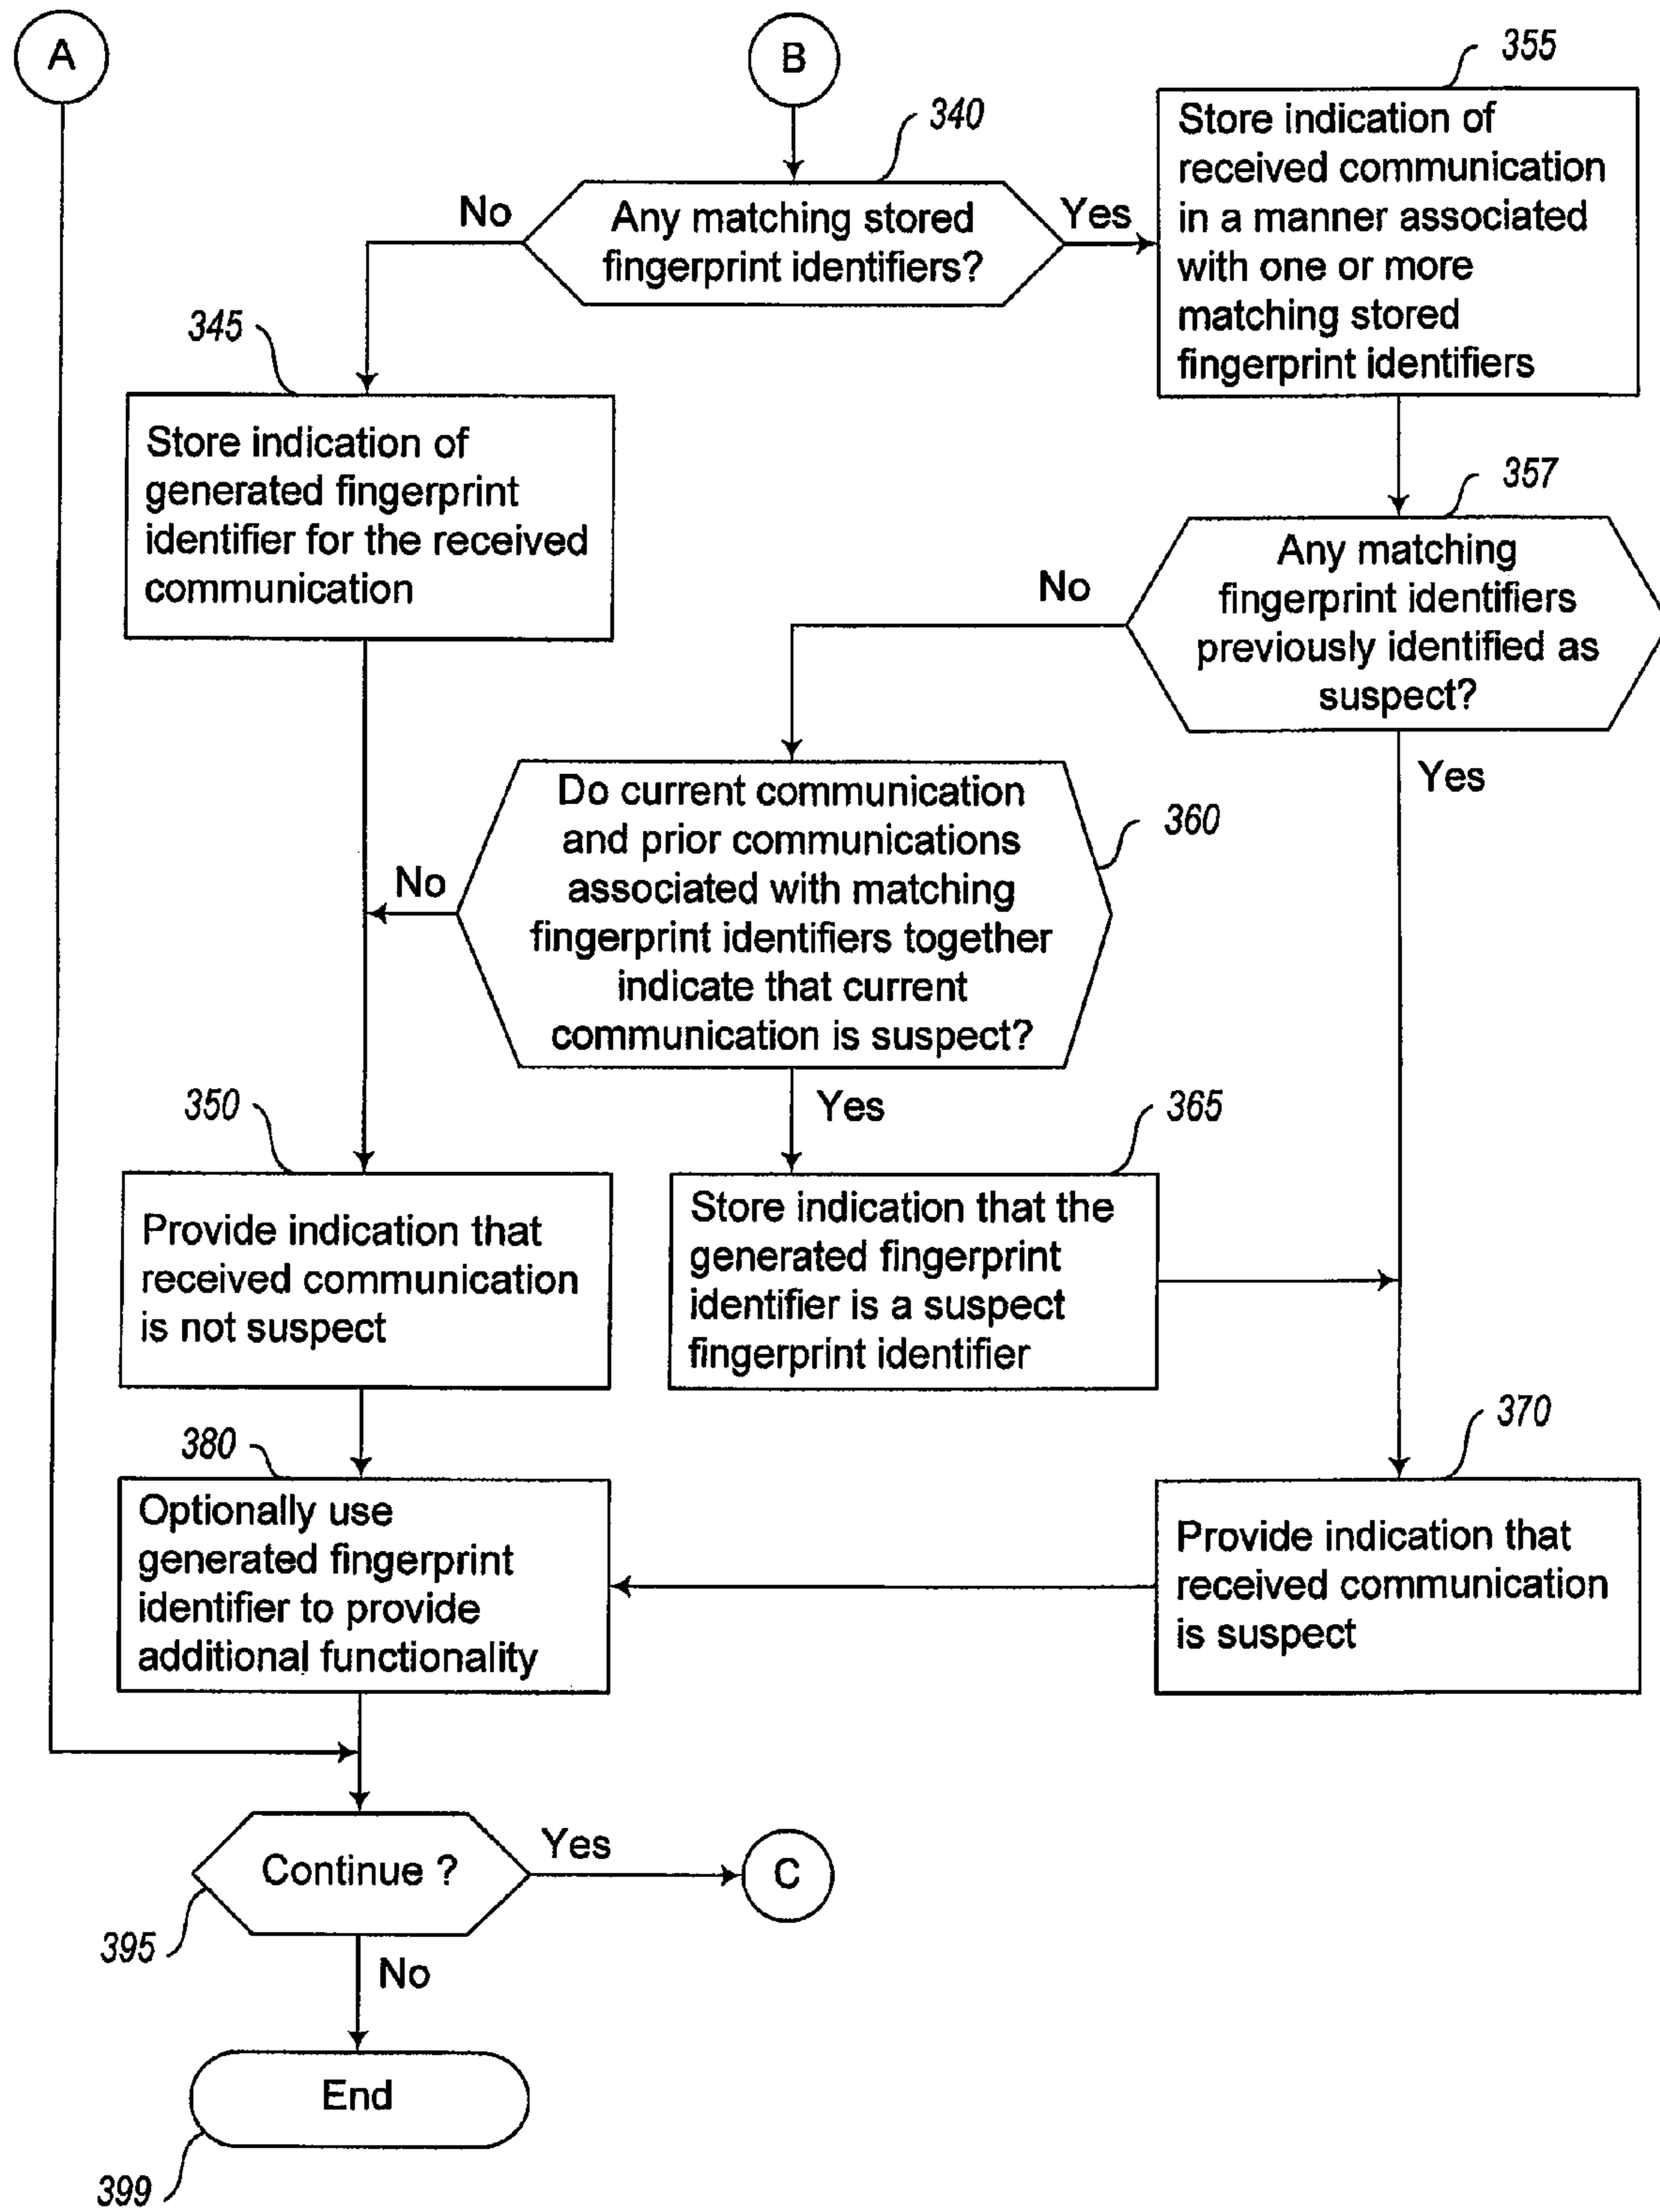 A
B
355
Store indication of
received communication
in a manner associated
with one or more
matching stored
fingerprint identifiers
340
No
Any matching stored
fingerprint identifiers?
Yes
345
Store indication of
generated fingerprint
identifier for the received
communication
357
Any matching
fingerprint identifiers
previously identified as
suspect?
No
Yes
Do current communication
and prior communications
associated with matching
fingerprint identifiers together
indicate that current
communication is suspect?
360
No
Yes
350
Provide indication that
received communication
is not suspect
365
Store indication that the
generated fingerprint
identifier is a suspect
fingerprint identifier
380
Optionally use
generated fingerprint
identifier to provide
additional functionality
370
Provide indication that
received communication
is suspect
Continue ?
Yes
C
395
No
End
399